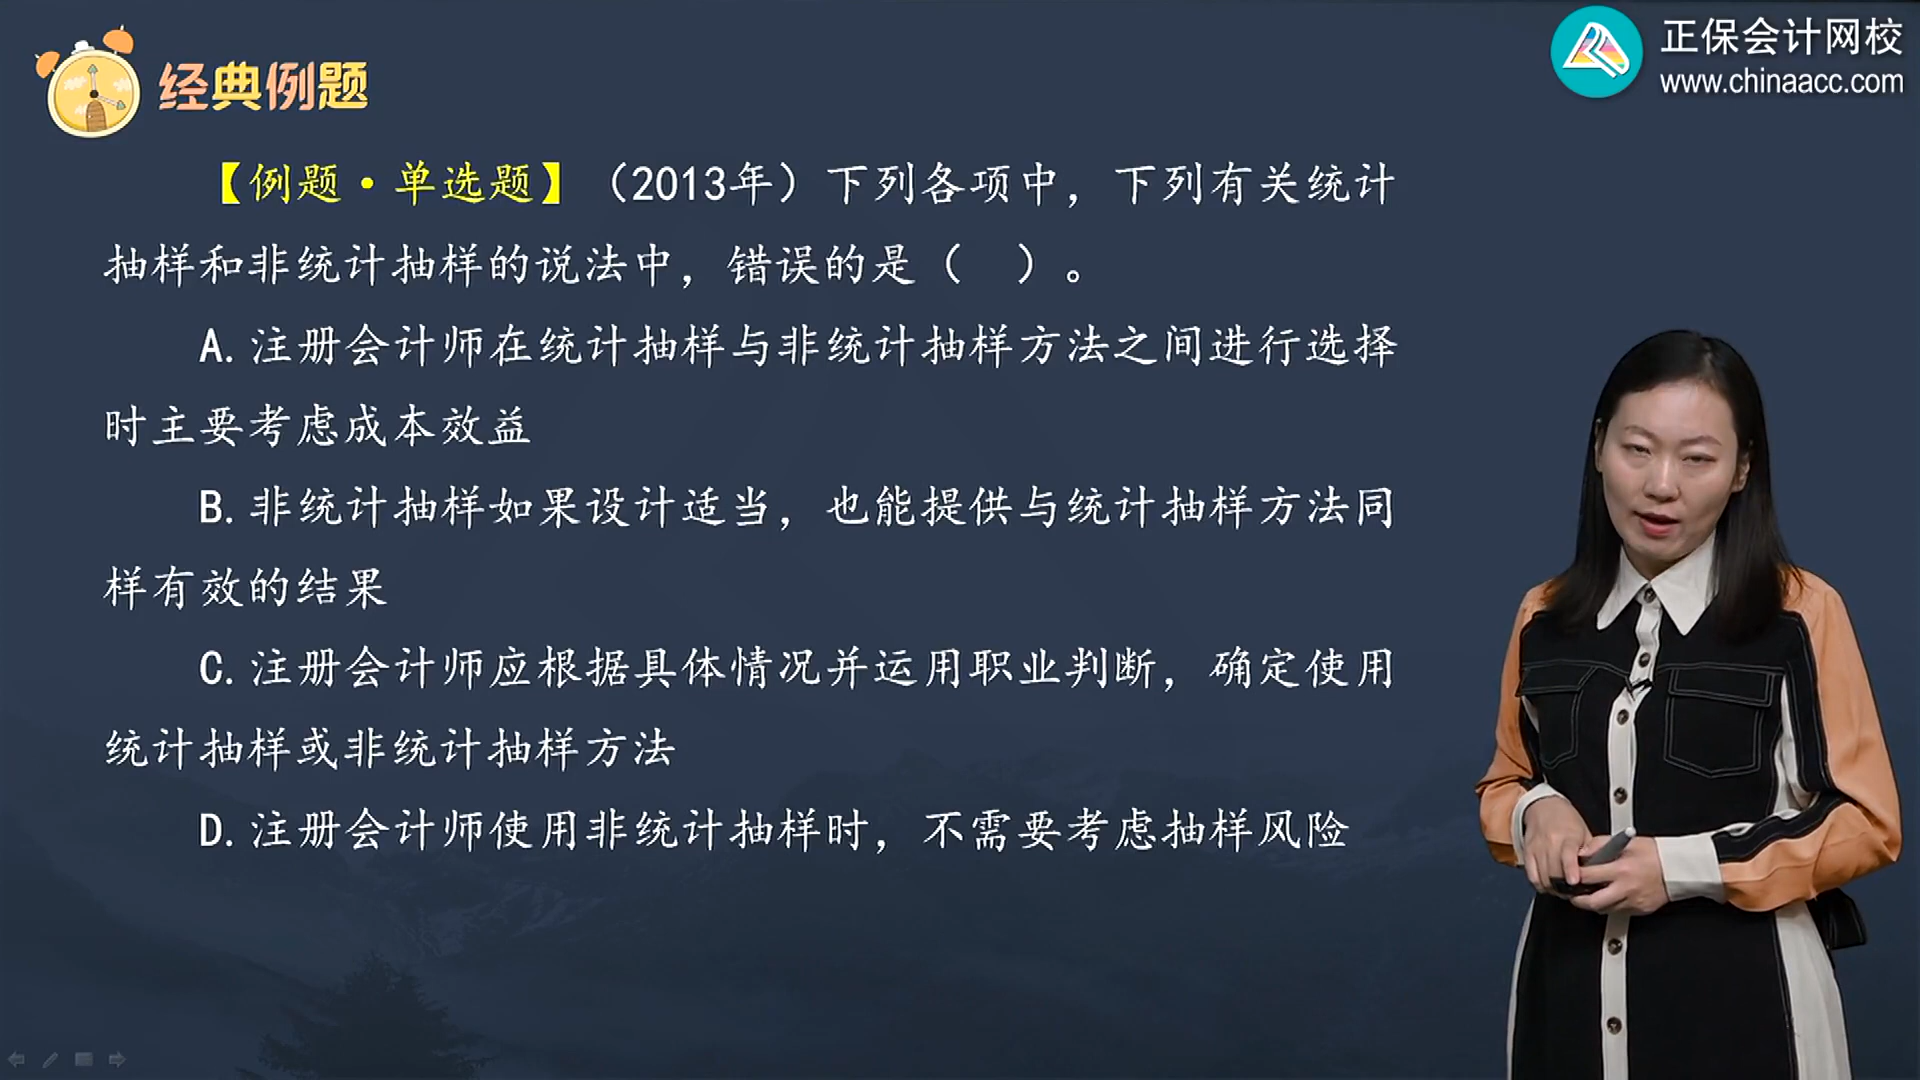 正保会计网校
www.chinaacc.com
经典例题
【例题·单选题】（2013年）下列各项中，下列有关统计
抽样和非统计抽样的说法中，错误的是（ ）。
A.注册会计师在统计抽样与非统计抽样方法之间进行选择
时主要考虑成本效益
B.非统计抽样如果设计适当，也能提供与统计抽样方法同
样有效的结果
C.注册会计师应根据具体情况并运用职业判断，确定使用
统计抽样或非统计抽样方法
D.注册会计师使用非统计抽样时，不需要考虑抽样风险